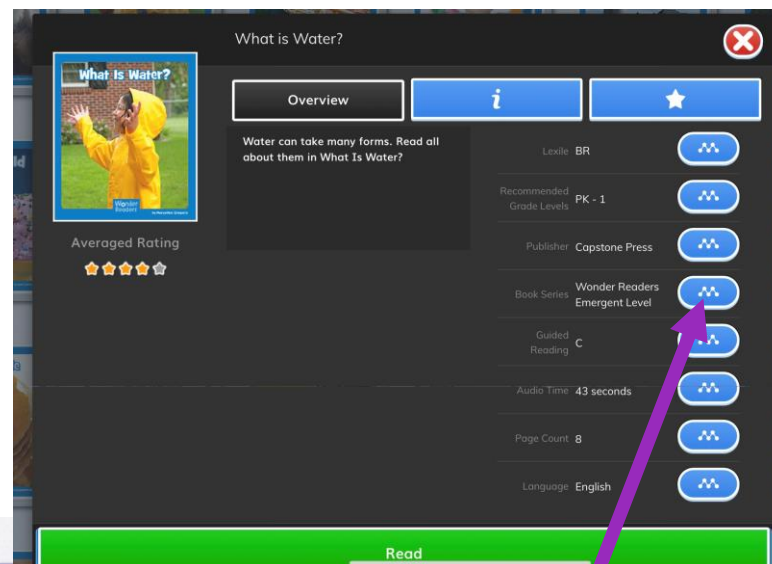 What is Water?
What Is Water?
Wonder
Readers
Averaged Rating
Overview
i
Water can take many forms. Read all
about them in What Is Water?
Lexile BR
Recommended
Grade Levels PK - 1
Publisher Capstone Press
Book Series Wonder Readers
Emergent Level
Guided
Reading C
Audio Time 43 seconds
Page Count 8
Language English
Read